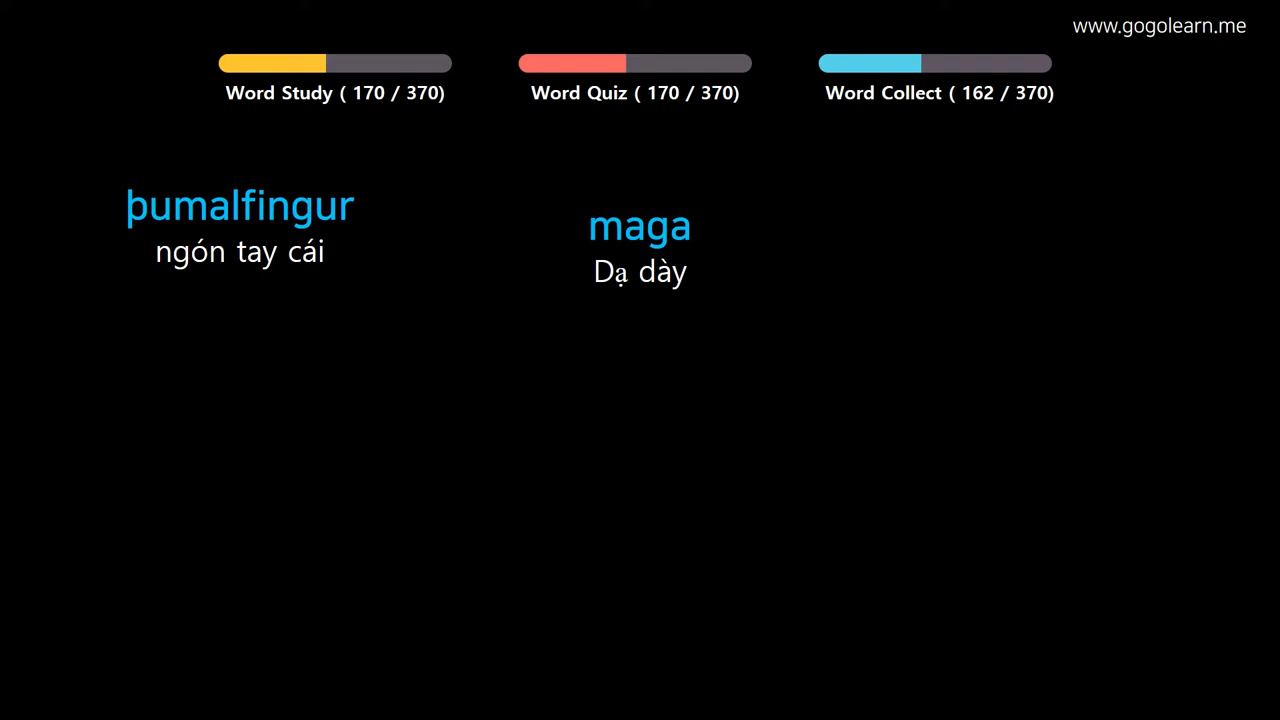 www.gogolearn.me
Word Study ( 170 / 370)
Word Quiz ( 170 / 370)
Word Collect ( 162 / 370)
þumalfingur
ngón tay cái
maga
Dạ dày